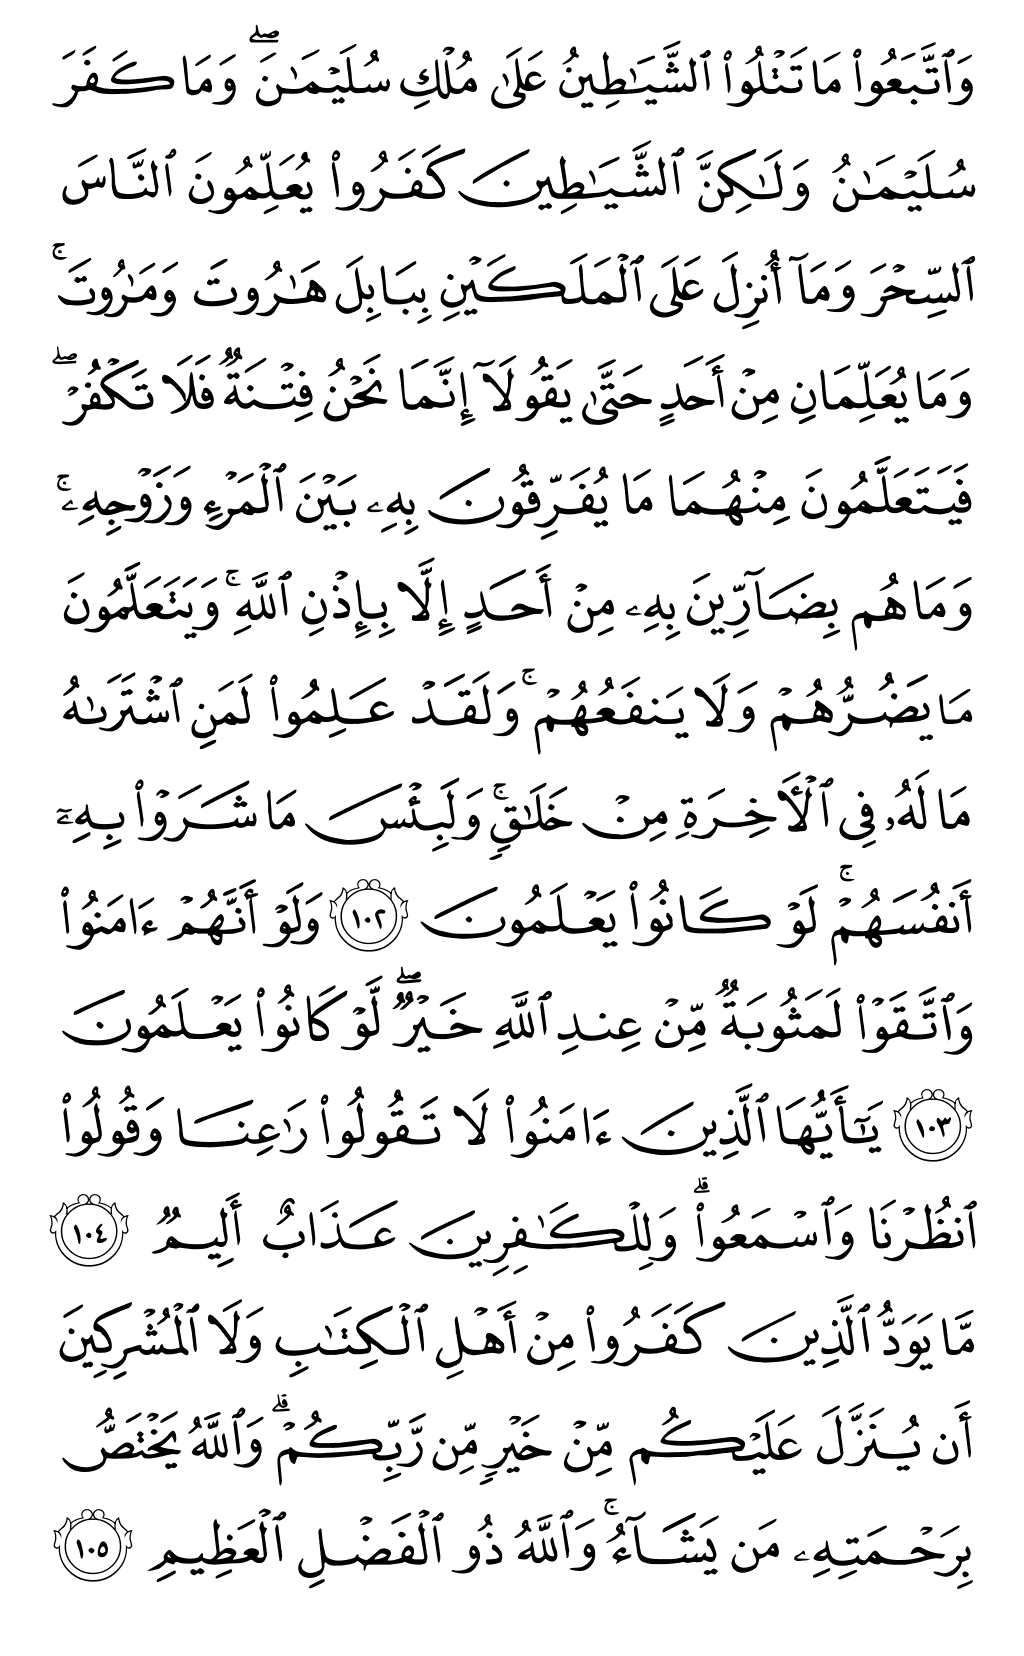 وَٱتَّبَعُوا۟ مَا تَتْلُوا۟ ٱلشَّيَـٰطِينُ عَلَىٰ مُلْكِ سُلَيْمَـٰنَ ۖ وَمَا كَفَرَ
سُلَيْمَـٰنُ وَلَـٰكِنَّ ٱلشَّيَـٰطِينَ كَفَرُوا۟ يُعَلِّمُونَ ٱلنَّاسَ
ٱلسِّحْرَ وَمَآ أُنزِلَ عَلَى ٱلْمَلَكَيْنِ بِبَابِلَ هَـٰرُوتَ وَمَـٰرُوتَ ۚ
وَمَا يُعَلِّمَانِ مِنْ أَحَدٍ حَتَّىٰ يَقُولَآ إِنَّمَا نَحْنُ فِتْنَةٌ فَلَا تَكْفُرْ ۖ
فَيَتَعَلَّمُونَ مِنْهُمَا مَا يُفَرِّقُونَ بِهِۦ بَيْنَ ٱلْمَرْءِ وَزَوْجِهِۦ ۚ
وَمَا هُم بِضَآرِّينَ بِهِۦ مِنْ أَحَدٍ إِلَّا بِإِذْنِ ٱللَّهِ ۚ وَيَتَعَلَّمُونَ
مَا يَضُرُّهُمْ وَلَا يَنفَعُهُمْ ۚ وَلَقَدْ عَلِمُوا۟ لَمَنِ ٱشْتَرَىٰهُ
مَا لَهُۥ فِى ٱلْـَٔاخِرَةِ مِنْ خَلَـٰقٍ ۚ وَلَبِئْسَ مَا شَرَوْا۟ بِهِۦٓ
أَنفُسَهُمْ ۚ لَوْ كَانُوا۟ يَعْلَمُونَ ١٠٢ وَلَوْ أَنَّهُمْ ءَامَنُوا۟
وَٱتَّقَوْا۟ لَمَثُوبَةٌ مِّنْ عِندِ ٱللَّهِ خَيْرٌ ۖ لَّوْ كَانُوا۟ يَعْلَمُونَ
١٠٣ يَـٰٓأَيُّهَا ٱلَّذِينَ ءَامَنُوا۟ لَا تَقُولُوا۟ رَٰعِنَا وَقُولُوا۟
ٱنظُرْنَا وَٱسْمَعُوا۟ ۗ وَلِلْكَـٰفِرِينَ عَذَابٌ أَلِيمٌ ١٠٤
مَّا يَوَدُّ ٱلَّذِينَ كَفَرُوا۟ مِنْ أَهْلِ ٱلْكِتَـٰبِ وَلَا ٱلْمُشْرِكِينَ
أَن يُنَزَّلَ عَلَيْكُم مِّنْ خَيْرٍ مِّن رَّبِّكُمْ ۗ وَٱللَّهُ يَخْتَصُّ
بِرَحْمَتِهِۦ مَن يَشَآءُ ۚ وَٱللَّهُ ذُو ٱلْفَضْلِ ٱلْعَظِيمِ ١٠٥